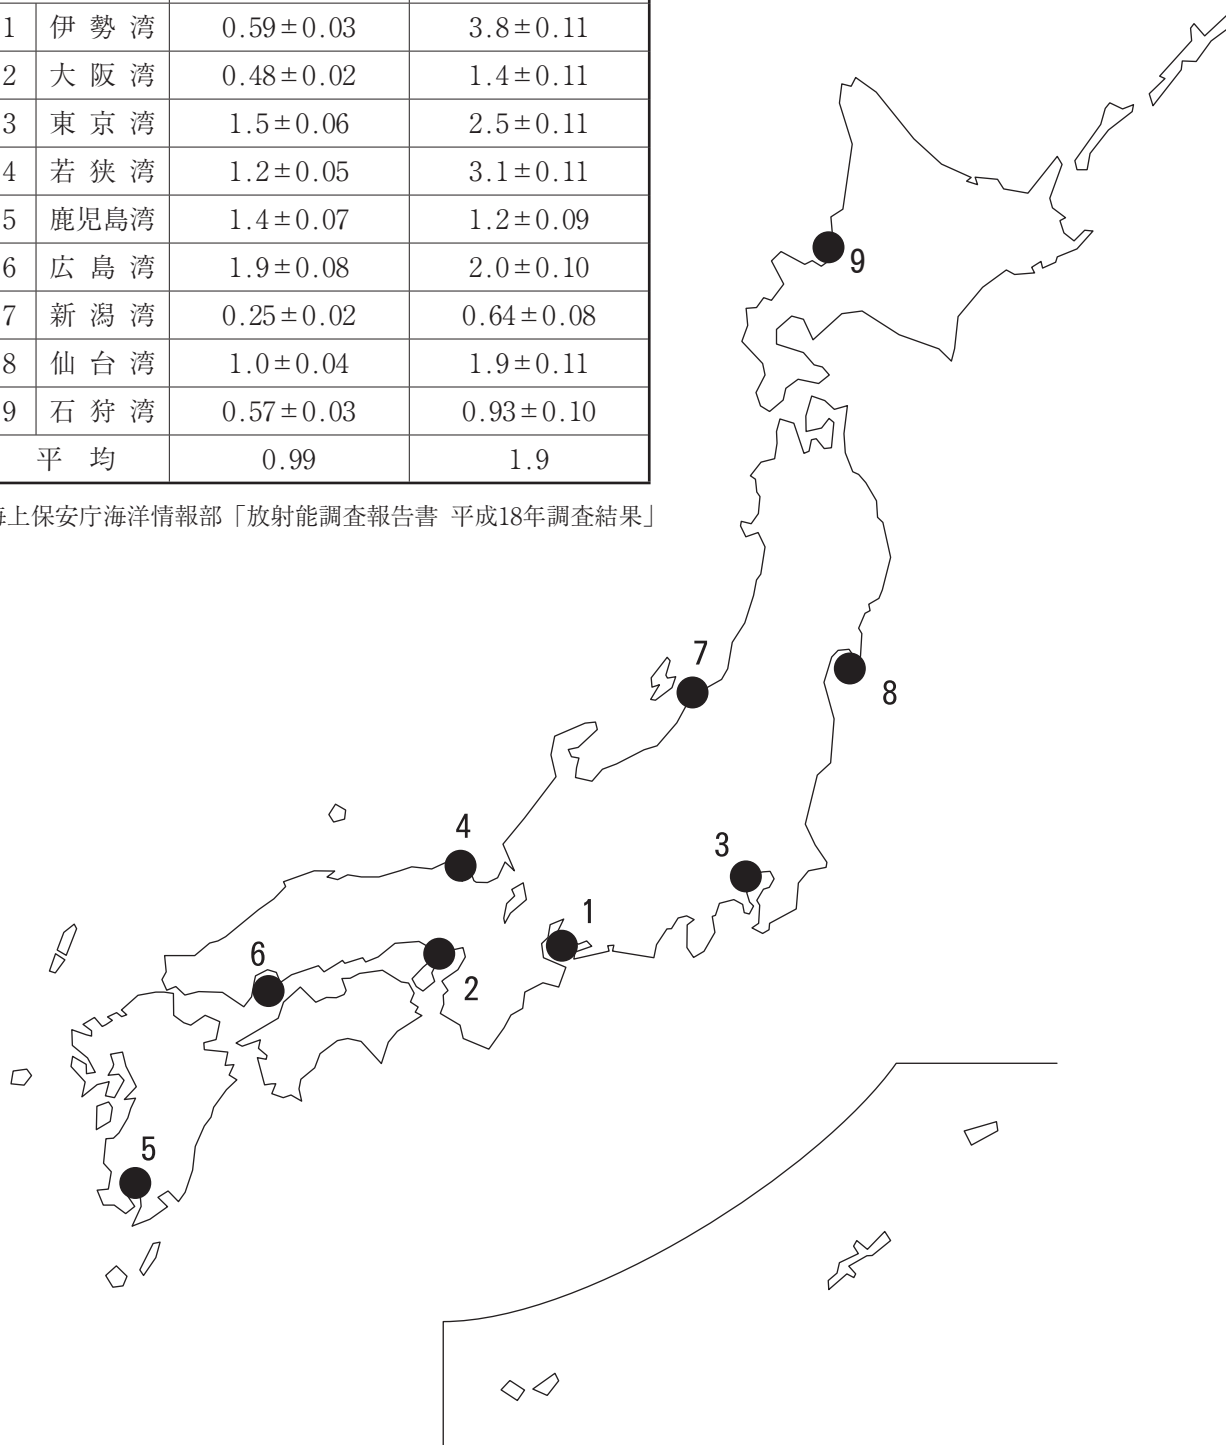 1 伊勢湾 0.59±0.03 3.8±0.11
2 大阪湾 0.48±0.02 1.4±0.11
3 東京湾 1.5±0.06 2.5±0.11
4 若狭湾 1.2±0.05 3.1±0.11
5 鹿児島湾 1.4±0.07 1.2±0.09
6 広島湾 1.9±0.08 2.0±0.10
7 新潟湾 0.25±0.02 0.64±0.08
8 仙台湾 1.0±0.04 1.9±0.11
9 石狩湾 0.57±0.03 0.93±0.10
平均 0.99 1.9
海上保安庁海洋情報部「放射能調査報告書 平成18年調査結果」
9
7
8
4
3
1
6
2
5